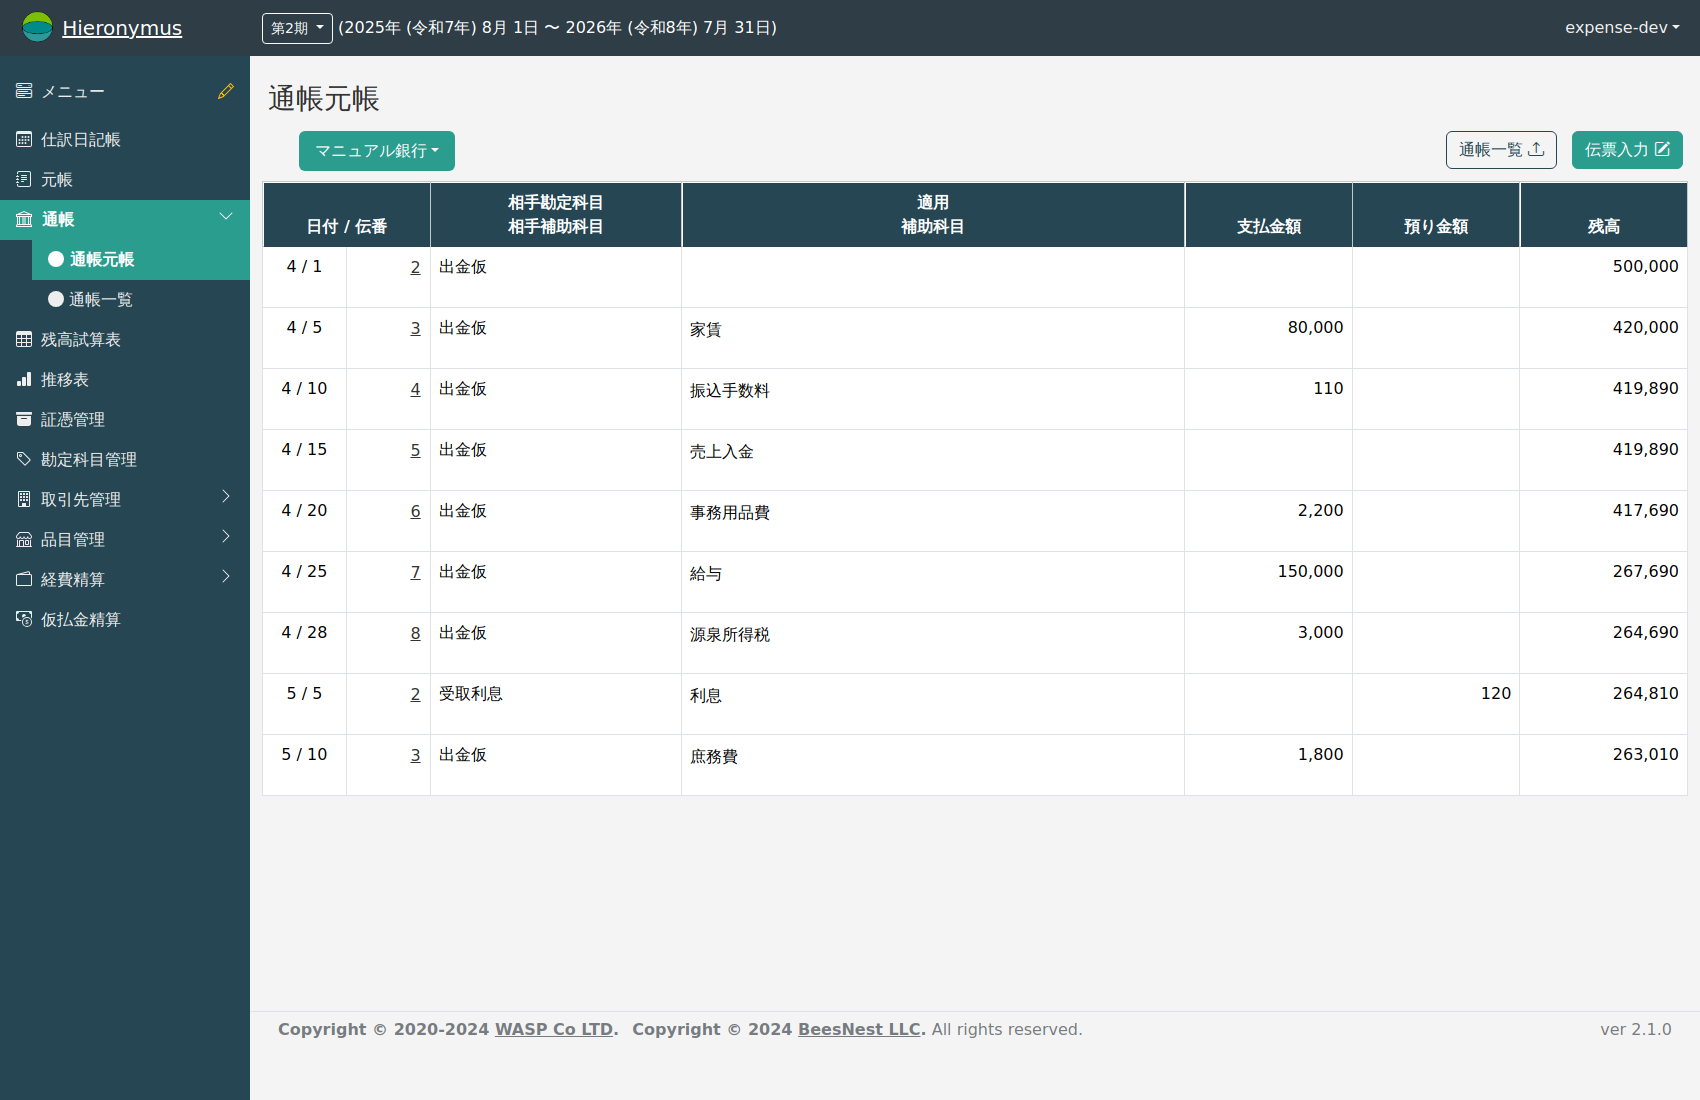 Hieronymus
第2期 (2025年 (令和7年) 8月 1日 〜 2026年 (令和8年) 7月 31日)
expense-dev
メニュー
仕訳日記帳
元帳
通帳
通帳元帳
通帳一覧
残高試算表
推移表
証憑管理
勘定科目管理
取引先管理
品目管理
経費精算
仮払金精算
通帳元帳
マニュアル銀行
通帳一覧
伝票入力
日付 / 伝番 相手勘定科目 相手補助科目 適用 補助科目 支払金額 預り金額 残高
4 / 1 2 出金仮 500,000
4 / 5 3 出金仮 家賃 80,000 420,000
4 / 10 4 出金仮 振込手数料 110 419,890
4 / 15 5 出金仮 売上入金 419,890
4 / 20 6 出金仮 事務用品費 2,200 417,690
4 / 25 7 出金仮 給与 150,000 267,690
4 / 28 8 出金仮 源泉所得税 3,000 264,690
5 / 5 2 受取利息 利息 120 264,810
5 / 10 3 出金仮 庶務費 1,800 263,010
Copyright © 2020-2024 WASP Co LTD. Copyright © 2024 BeesNest LLC. All rights reserved.
ver 2.1.0